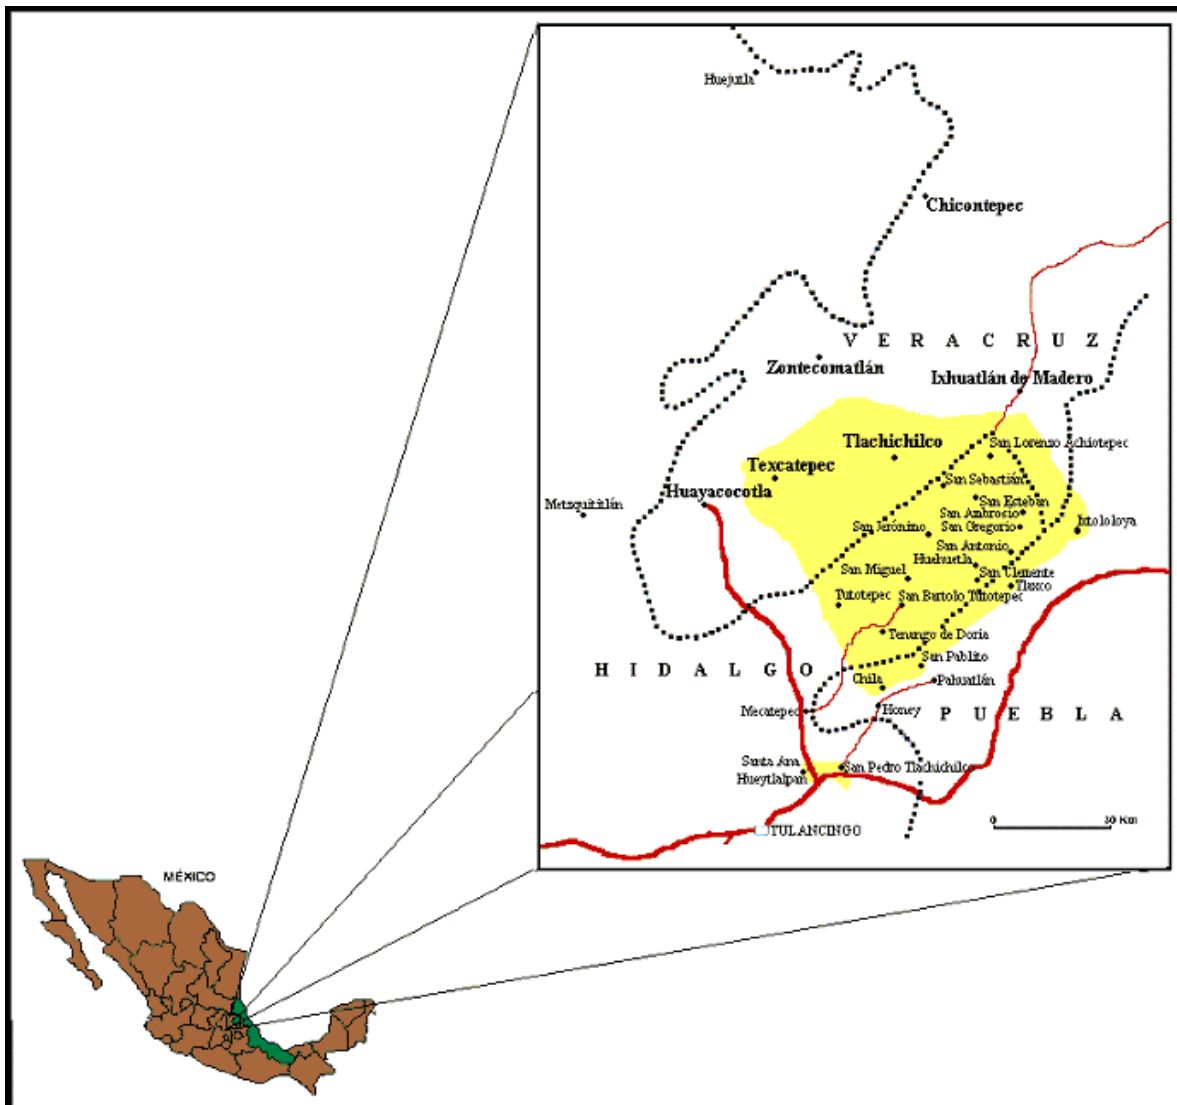 Huejutla
Chicontepec
V E R A C R U Z
Zontecomatlán
Ixhuatlán de Madero
Tlachichilco
San Lorenzo Achiotepec
Texcatepec
San Sebastián
Huayacocotla
San Esteban
Metzquititlán
San Ambrosio
San Jerónimo
San Gregorio
Ixtololoya
San Antonio
Huehuetla
San Miguel
San Clemente
Tlaxco
Tutotepec
San Bartolo Tutotepec
Tenango de Doria
San Pablito
H I D A L G O
Chila
Pahuatlán
Mecatepec
Honey
P U E B L A
Santa Ana
Hueytlalpan
San Pedro Tlachichilco
TULANCINGO
0 30 Km
MÉXICO